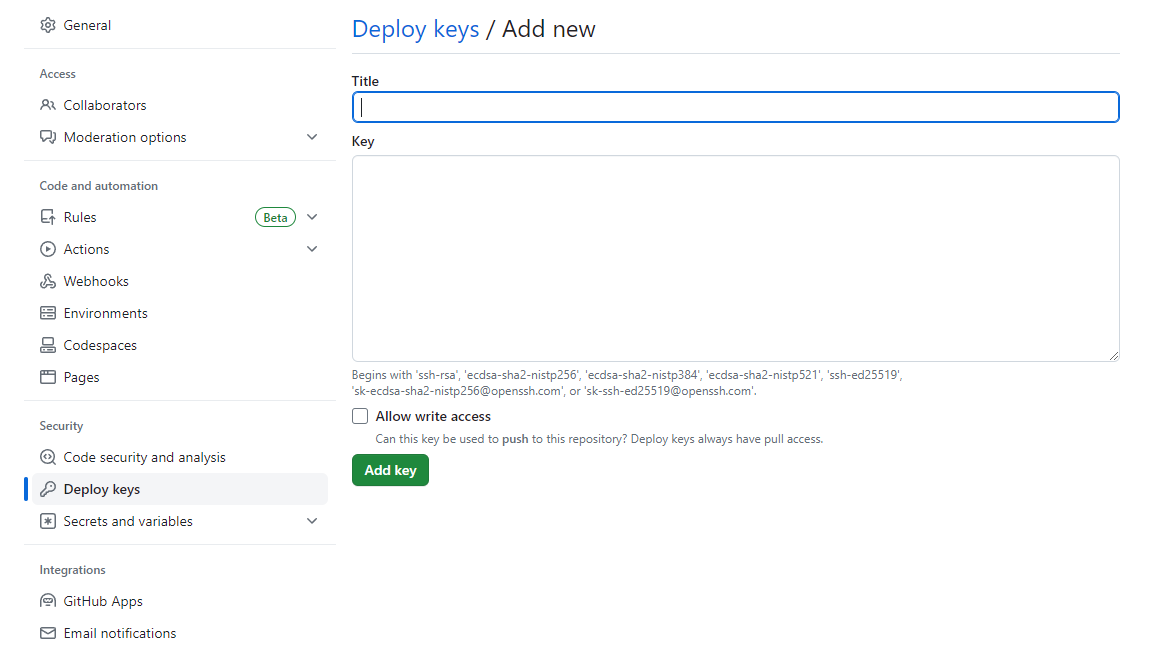 General
Access
Collaborators
Moderation options
Code and automation
Rules Beta
Actions
Webhooks
Environments
Codespaces
Pages
Security
Code security and analysis
Deploy keys
Secrets and variables
Integrations
GitHub Apps
Email notifications
Deploy keys / Add new
Title
Key
Begins with 'ssh-rsa', 'ecdsa-sha2-nistp256', 'ecdsa-sha2-nistp384', 'ecdsa-sha2-nistp521', 'ssh-ed25519',
'sk-ecdsa-sha2-nistp256@openssh.com', or 'sk-ssh-ed25519@openssh.com'.
Allow write access
Can this key be used to push to this repository? Deploy keys always have pull access.
Add key